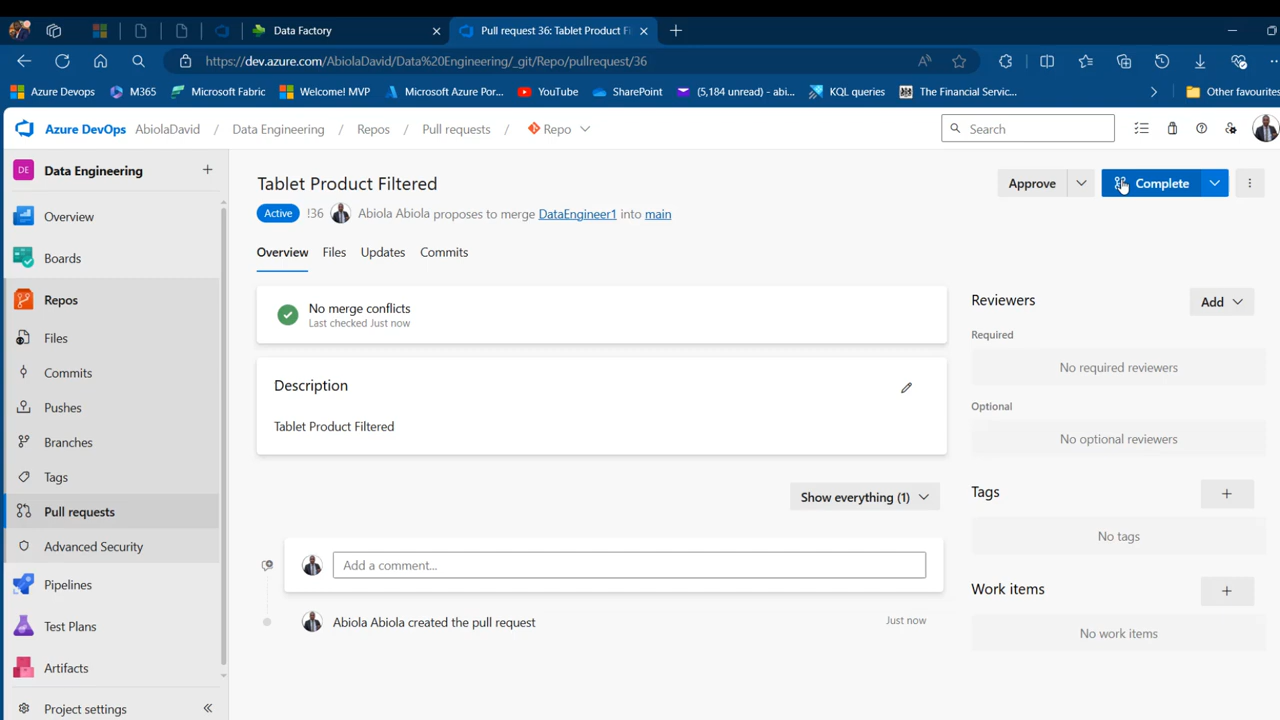 Data Factory
Pull request 36: Tablet Product F
https://dev.azure.com/AbiolaDavid/Data%20Engineering/_git/Repo/pullrequest/36
Azure Devops
M365
Microsoft Fabric
Welcome! MVP
Microsoft Azure Por...
YouTube
SharePoint
(5,184 unread) - abi...
KQL queries
The Financial Servic...
Other favourites
Azure DevOps
AbiolaDavid / Data Engineering / Repos / Pull requests / Repo
Search
DE Data Engineering
Overview
Boards
Repos
Files
Commits
Pushes
Branches
Tags
Pull requests
Advanced Security
Pipelines
Test Plans
Artifacts
Project settings
Tablet Product Filtered
Approve
Complete
Active !36 Abiola Abiola proposes to merge DataEngineer1 into main
Overview Files Updates Commits
No merge conflicts
Last checked Just now
Description
Tablet Product Filtered
Show everything (1)
Add a comment...
Abiola Abiola created the pull request
Just now
Reviewers
Add
Required
No required reviewers
Optional
No optional reviewers
Tags
No tags
Work items
No work items